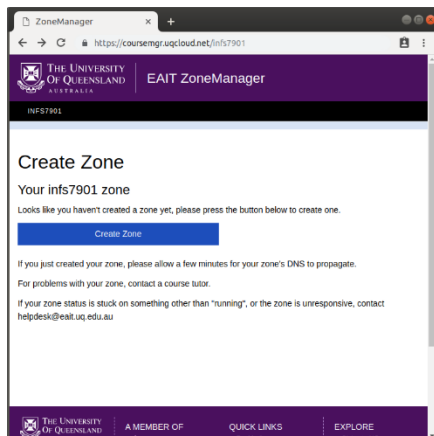 ZoneManager
https://coursemgr.uqcloud.net/infs7901
THE UNIVERSITY
OF QUEENSLAND
AUSTRALIA
EAIT ZoneManager
INFS7901
Create Zone
Your infs7901 zone
Looks like you haven't created a zone yet, please press the button below to create one.
Create Zone
If you just created your zone, please allow a few minutes for your zone's DNS to propagate.
For problems with your zone, contact a course tutor.
If your zone status is stuck on something other than "running", or the zone is unresponsive, contact
helpdesk@eait.uq.edu.au
THE UNIVERSITY
OF QUEENSLAND
A MEMBER OF
QUICK LINKS
EXPLORE